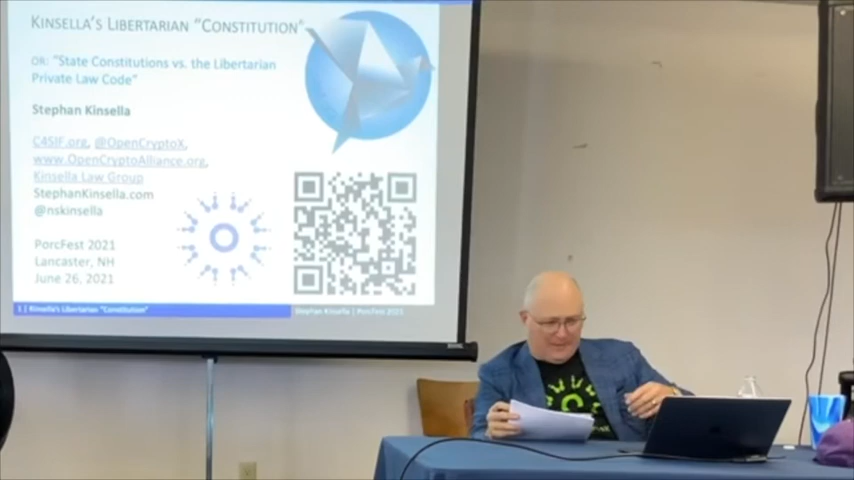 KINSELLA'S LIBERTARIAN "CONSTITUTION"
OR: "State Constitutions vs. the Libertarian
Private Law Code"
Stephan Kinsella
C4SIF.org, @OpenCryptoX,
www.OpenCryptoAlliance.org,
Kinsella Law Group
StephanKinsella.com
@nskinsella
PorcFest 2021
Lancaster, NH
June 26, 2021
1 | Kinsella's Libertarian "Constitution"
Stephan Kinsella | PorcFest 2021